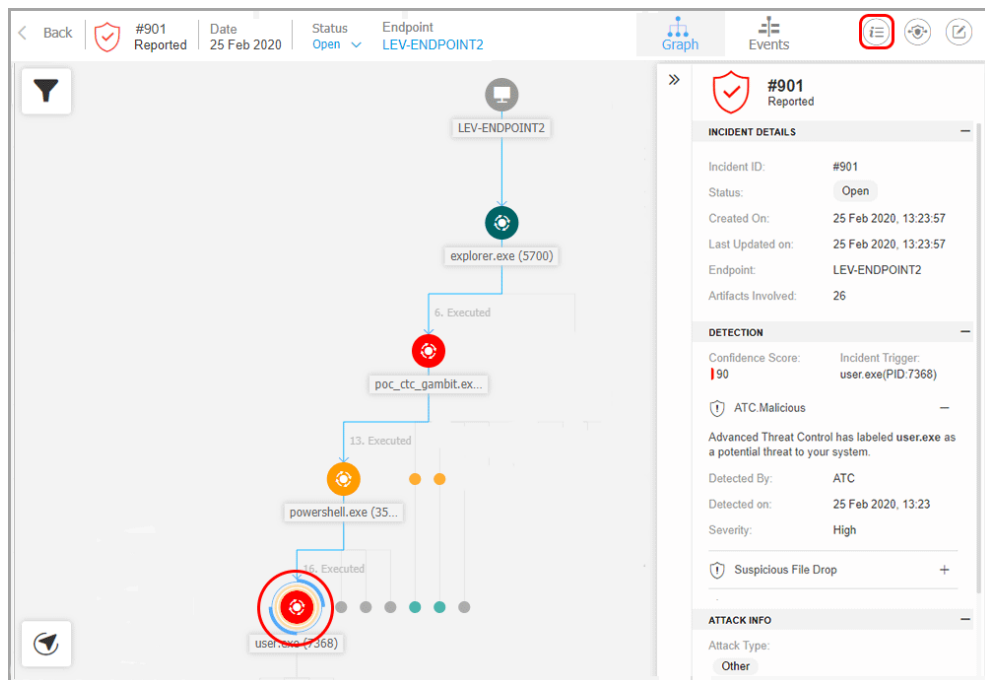 Back
#901
Reported
Date
25 Feb 2020
Status
Open
Endpoint
LEV-ENDPOINT2
Graph
Events
LEV-ENDPOINT2
explorer.exe (5700)
6. Executed
poc_ctc_gambit.ex...
13. Executed
powershell.exe (35...
16. Executed
user.exe (7368)
#901
Reported
INCIDENT DETAILS
Incident ID: #901
Status: Open
Created On: 25 Feb 2020, 13:23:57
Last Updated on: 25 Feb 2020, 13:23:57
Endpoint: LEV-ENDPOINT2
Artifacts Involved: 26
DETECTION
Confidence Score: Incident Trigger:
90 user.exe(PID:7368)
ATC.Malicious
Advanced Threat Control has labeled user.exe as
a potential threat to your system.
Detected By: ATC
Detected on: 25 Feb 2020, 13:23
Severity: High
Suspicious File Drop
ATTACK INFO
Attack Type:
Other